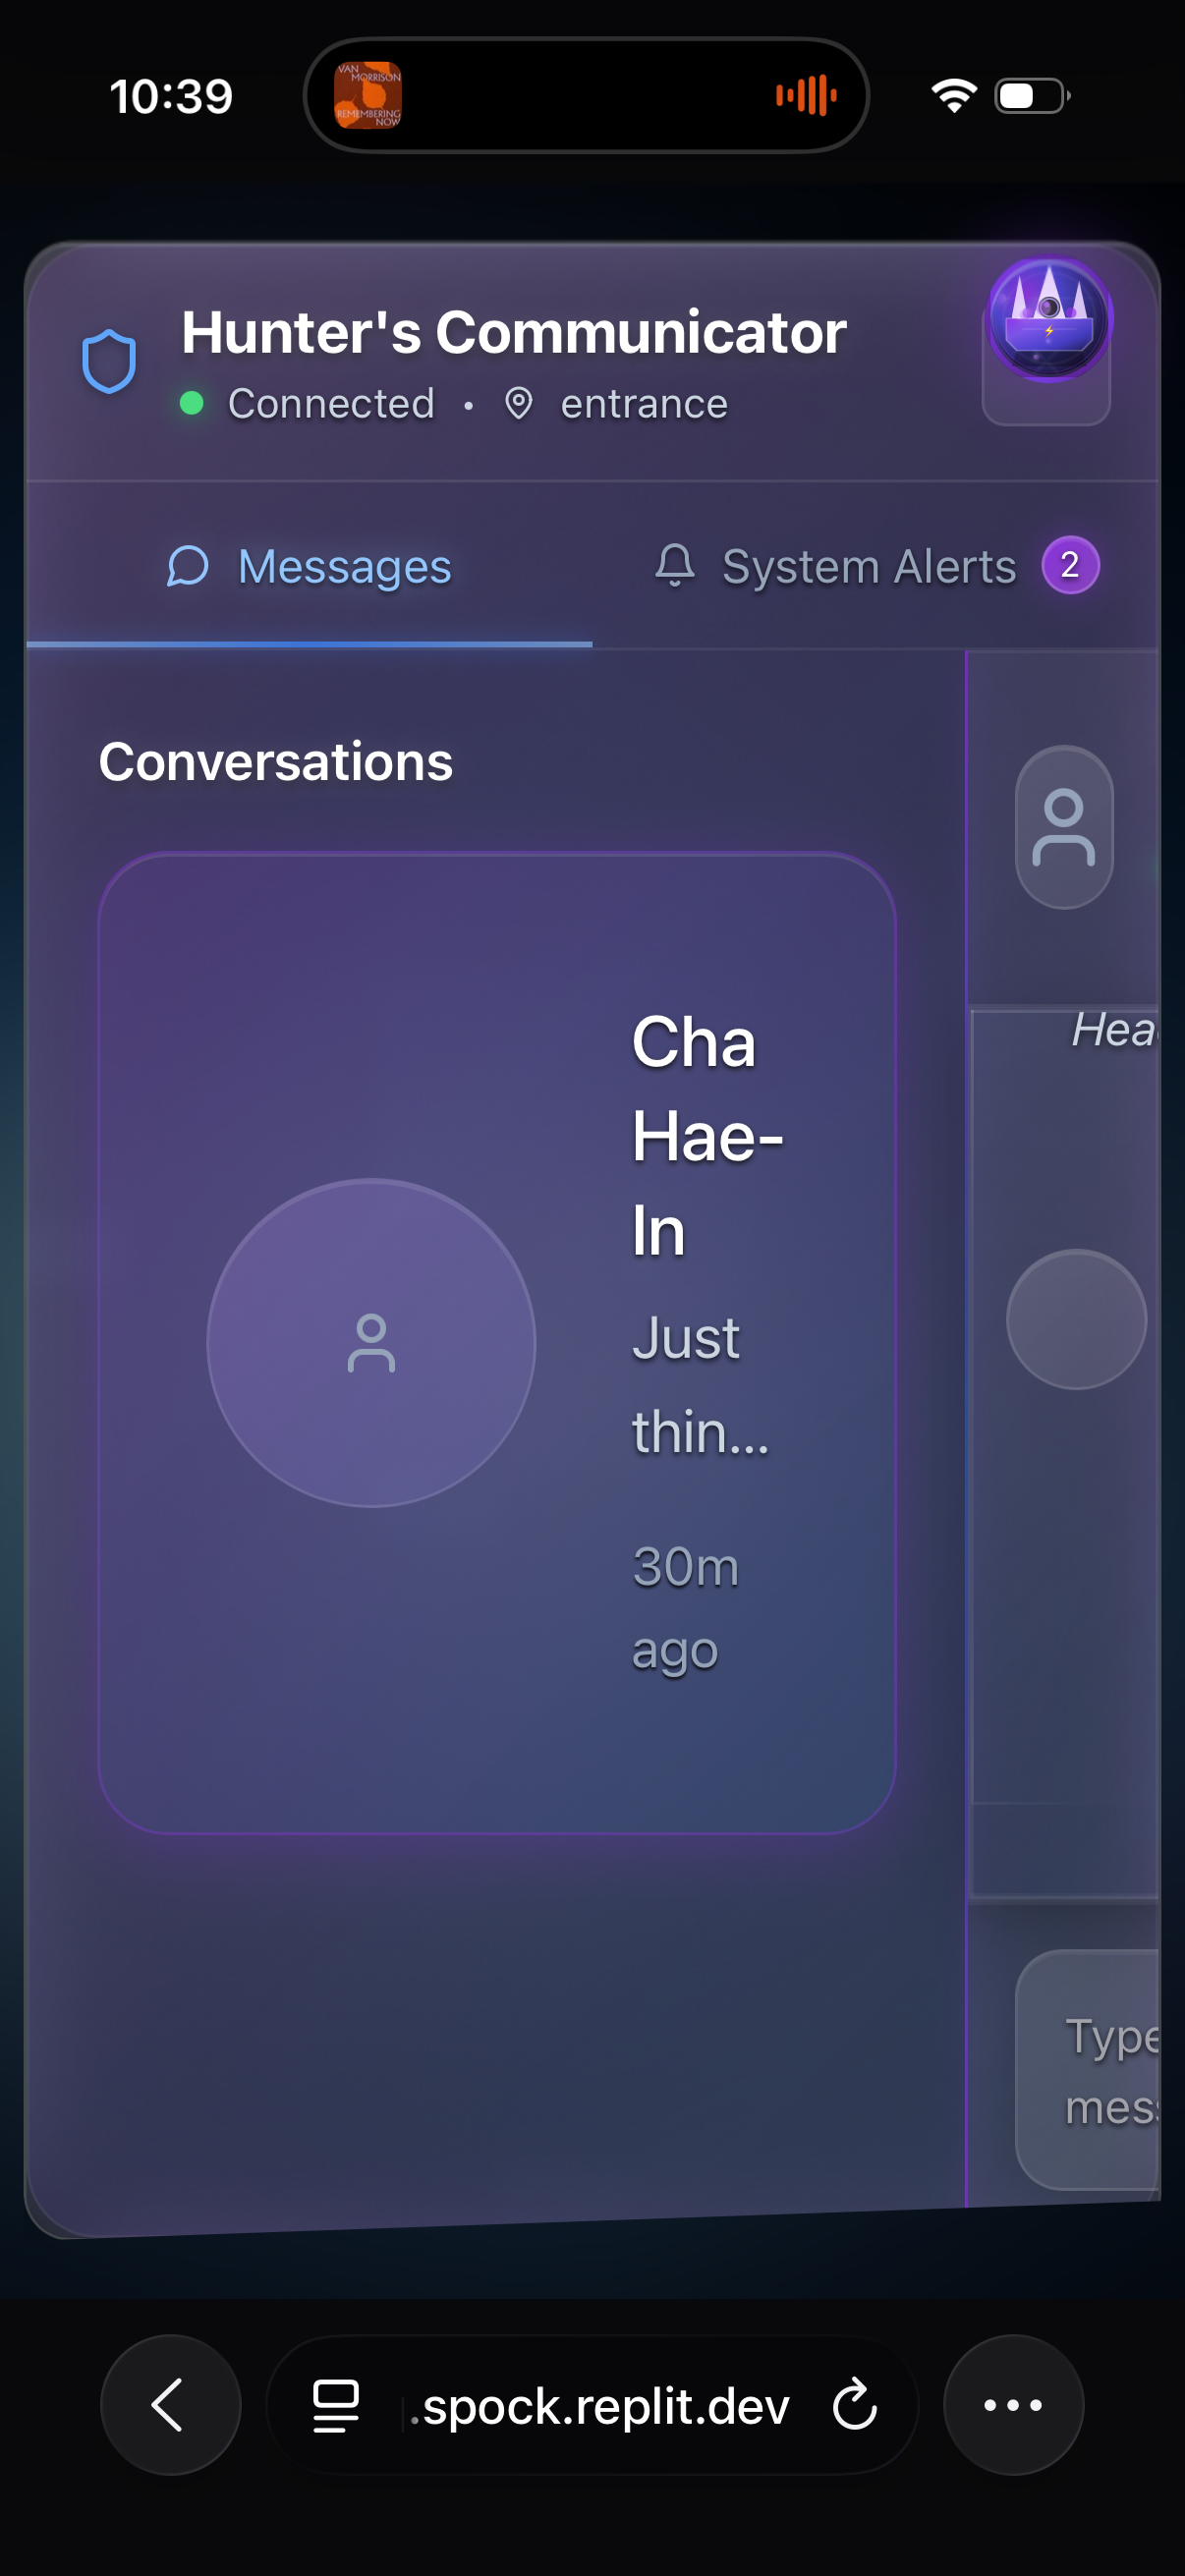 10:39
VAN
MORRISON
REMEMBERING
NOW
Hunter's Communicator
Connected • entrance
Messages
System Alerts 2
Conversations
Cha
Hae-
In
Just
thin...
30m
ago
Hea
Type
mess
.spock.replit.dev